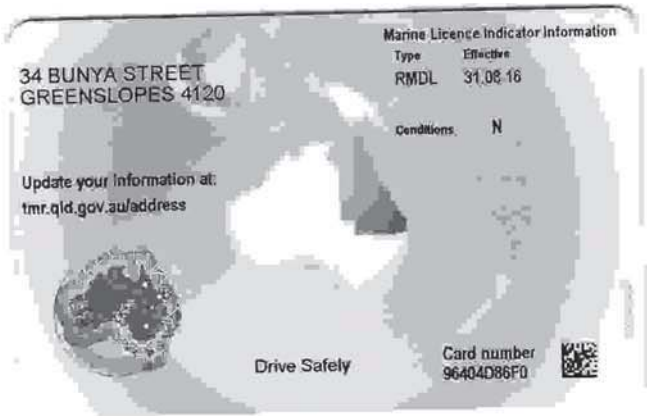 34 BUNYA STREET
GREENSLOPES 4120
Marine Licence Indicator Information
Type Effective
RMDL 31.08.16
Conditions N
Update your information at:
tmr.qld.gov.au/address
Drive Safely
Card number
96404D86F0